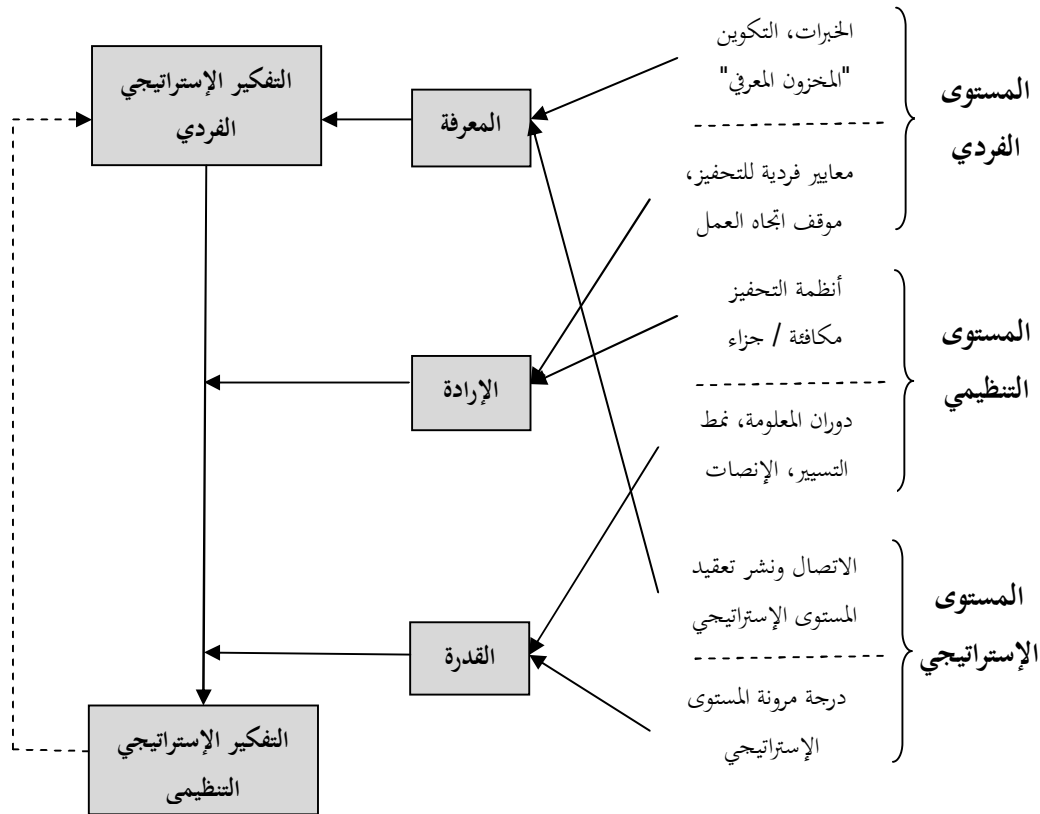 المستوى
الفردي
الخبرات، التكوين
"المخزون المعرفي"
معايير فردية للتحفيز،
موقف اتجاه العمل
المستوى
التنظيمي
أنظمة التحفيز
مكافئة / جزاء
دوران المعلومة، نمط
التسيير، الإنصات
المستوى
الإستراتيجي
الاتصال ونشر تعقيد
المستوى الإستراتيجي
درجة مرونة المستوى
الإستراتيجي
المعرفة
الإرادة
القدرة
التفكير الإستراتيجي
الفردي
التفكير الإستراتيجي
التنظيمي